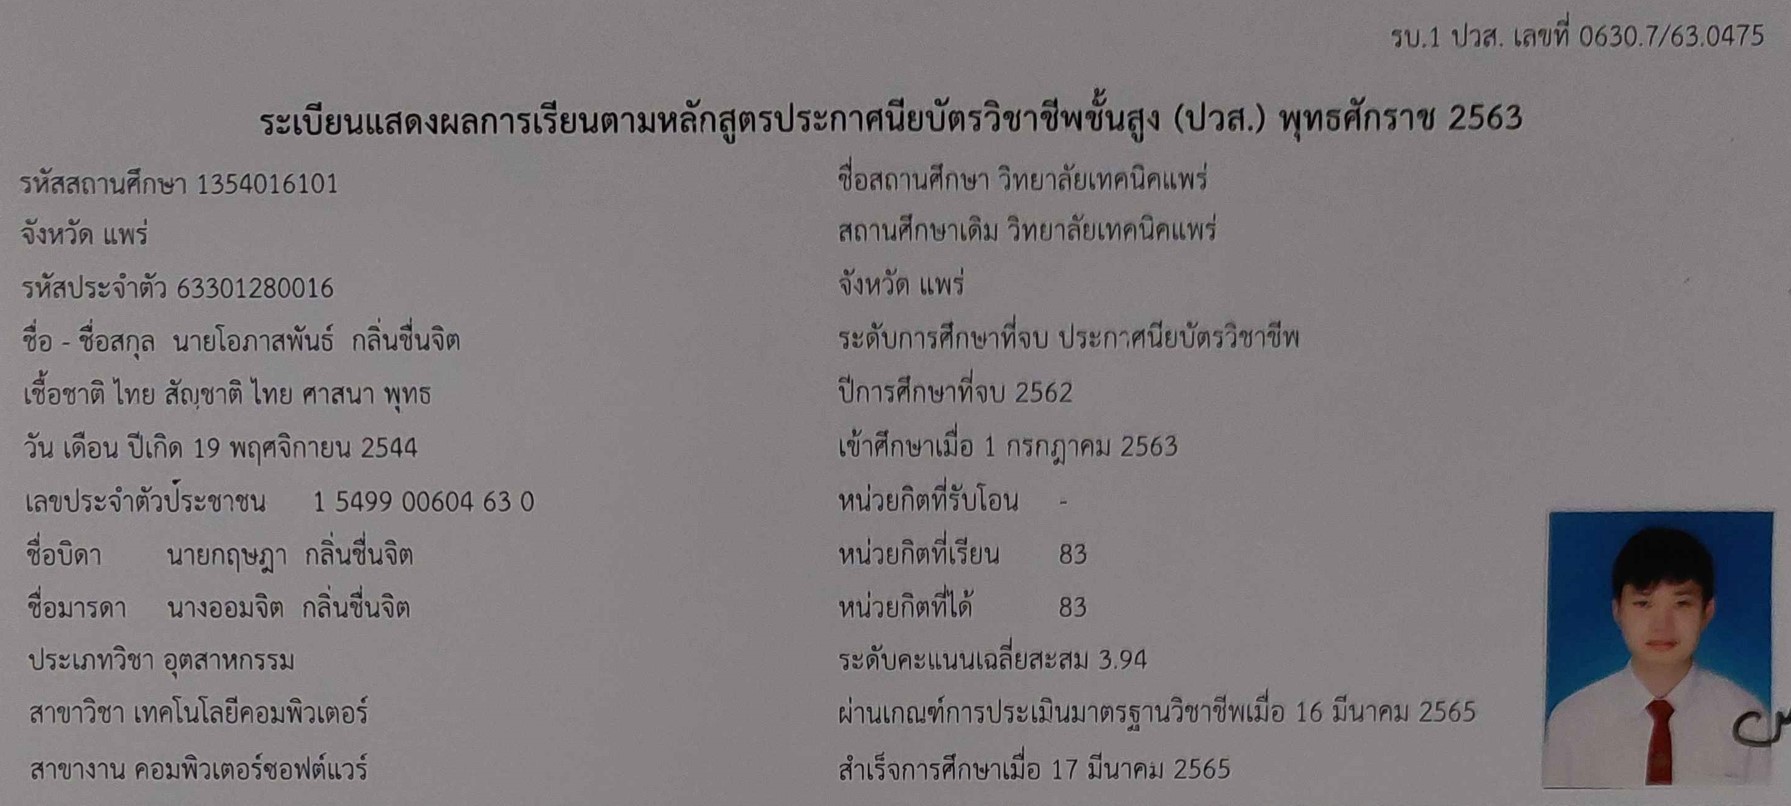 รบ.1 ปวส. เลขที่ 0630.7/63.0475
ระเบียนแสดงผลการเรียนตามหลักสูตรประกาศนียบัตรวิชาชีพชั้นสูง (ปวส.) พุทธศักราช 2563
รหัสสถานศึกษา 1354016101
ชื่อสถานศึกษา วิทยาลัยเทคนิคแพร่
จังหวัด แพร่
สถานศึกษาเดิม วิทยาลัยเทคนิคแพร่
รหัสประจำตัว 63301280016
จังหวัด แพร่
ชื่อ - ชื่อสกุล นายโอภาสพันธ์ กลิ่นชื่นจิต
ระดับการศึกษาที่จบ ประกาศนียบัตรวิชาชีพ
เชื้อชาติ ไทย สัญชาติ ไทย ศาสนา พุทธ
ปีการศึกษาที่จบ 2562
วัน เดือน ปีเกิด 19 พฤศจิกายน 2544
เข้าศึกษาเมื่อ 1 กรกฎาคม 2563
เลขประจำตัวประชาชน 1 5499 00604 63 0
หน่วยกิตที่รับโอน -
ชื่อบิดา นายกฤษฎา กลิ่นชื่นจิต
หน่วยกิตที่เรียน 83
ชื่อมารดา นางออมจิต กลิ่นชื่นจิต
หน่วยกิตที่ได้ 83
ประเภทวิชา อุตสาหกรรม
ระดับคะแนนเฉลี่ยสะสม 3.94
สาขาวิชา เทคโนโลยีคอมพิวเตอร์
ผ่านเกณฑ์การประเมินมาตรฐานวิชาชีพเมื่อ 16 มีนาคม 2565
สาขางาน คอมพิวเตอร์ซอฟต์แวร์
สำเร็จการศึกษาเมื่อ 17 มีนาคม 2565